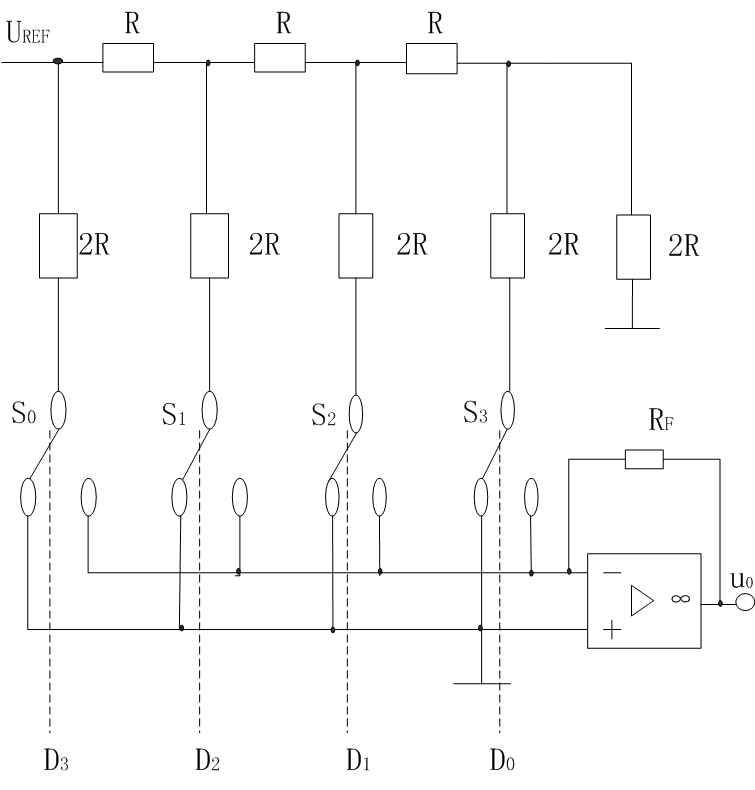 R R R
UREF
2R 2R 2R 2R 2R
S0 S1 S2 S3
RF
− ∞ u0
+
D3 D2 D1 D0